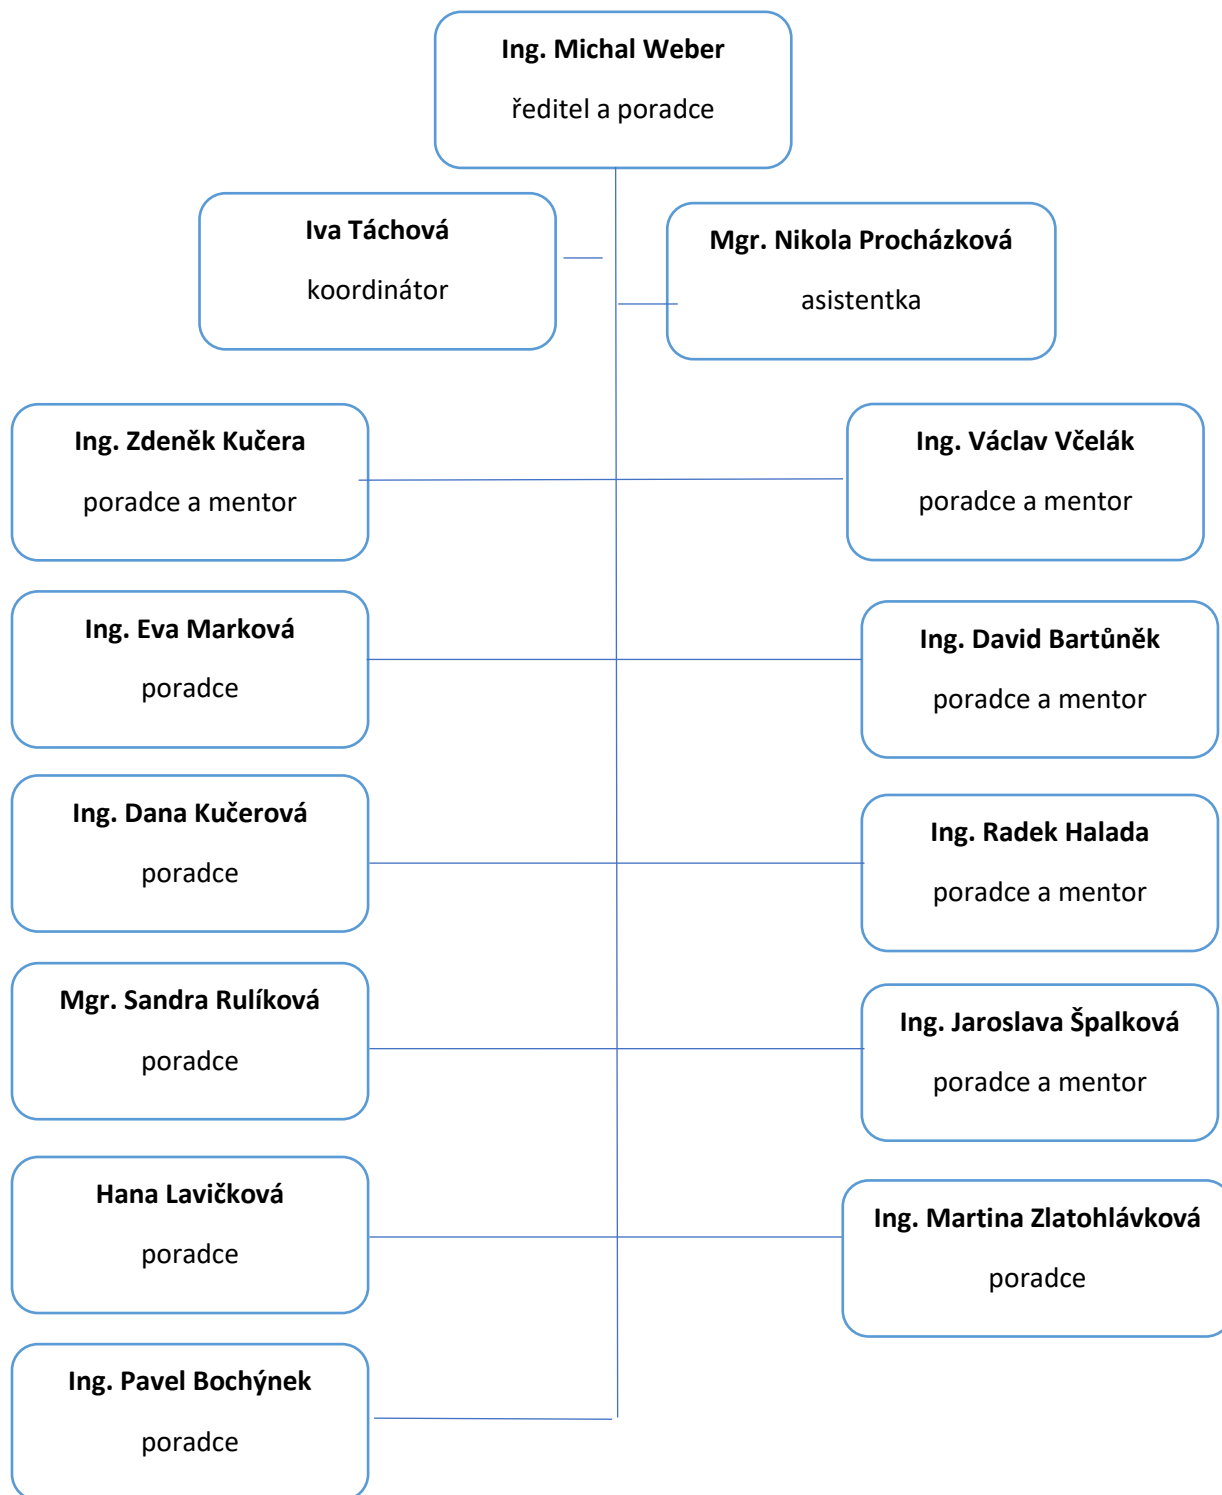 Ing. Michal Weber
ředitel a poradce
Iva Táchová
koordinátor
Mgr. Nikola Procházková
asistentka
Ing. Zdeněk Kučera
poradce a mentor
Ing. Václav Včelák
poradce a mentor
Ing. Eva Marková
poradce
Ing. David Bartůněk
poradce a mentor
Ing. Dana Kučerová
poradce
Ing. Radek Halada
poradce a mentor
Mgr. Sandra Rulíková
poradce
Ing. Jaroslava Špalková
poradce a mentor
Hana Lavičková
poradce
Ing. Martina Zlatohlávková
poradce
Ing. Pavel Bochýnek
poradce